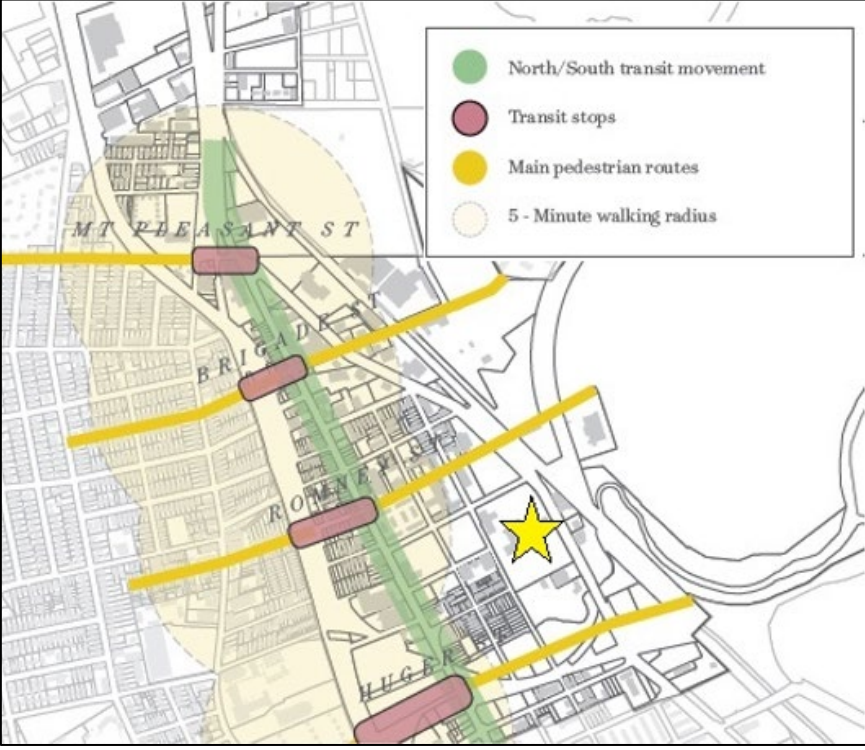 North/South transit movement
Transit stops
Main pedestrian routes
5 - Minute walking radius
MT PLEASANT ST
BRIGADE ST
ROMNEY ST
HUGER